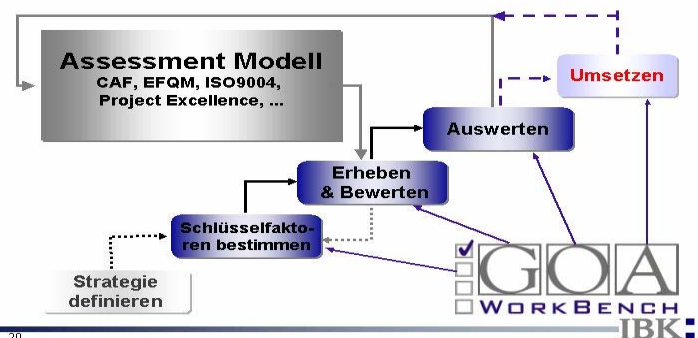 Assessment Modell
CAF, EFQM, ISO9004,
Project Excellence, ...
Umsetzen
Auswerten
Erheben
& Bewerten
Schlüsselfakto-
ren bestimmen
Strategie
definieren
GOA
WORKBENCH
IBK
20